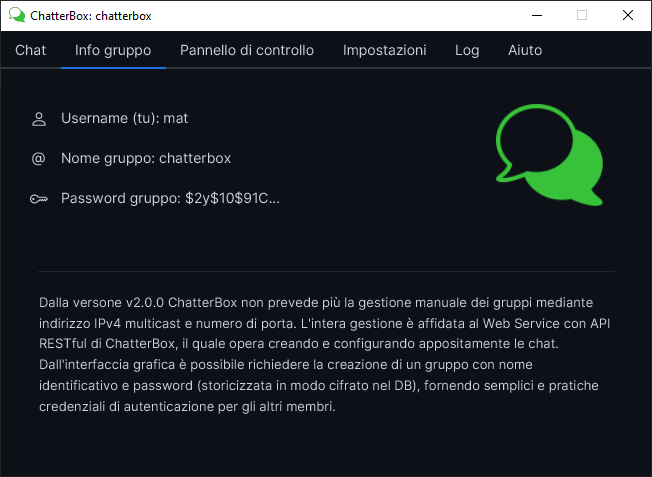 ChatterBox: chatterbox
Chat Info gruppo Pannello di controllo Impostazioni Log Aiuto
Username (tu): mat
@ Nome gruppo: chatterbox
Password gruppo: $2y$10$91C...
Dalla versone v2.0.0 ChatterBox non prevede più la gestione manuale dei gruppi mediante
indirizzo IPv4 multicast e numero di porta. L'intera gestione è affidata al Web Service con API
RESTful di ChatterBox, il quale opera creando e configurando appositamente le chat.
Dall'interfaccia grafica è possibile richiedere la creazione di un gruppo con nome
identificativo e password (storicizzata in modo cifrato nel DB), fornendo semplici e pratiche
credenziali di autenticazione per gli altri membri.